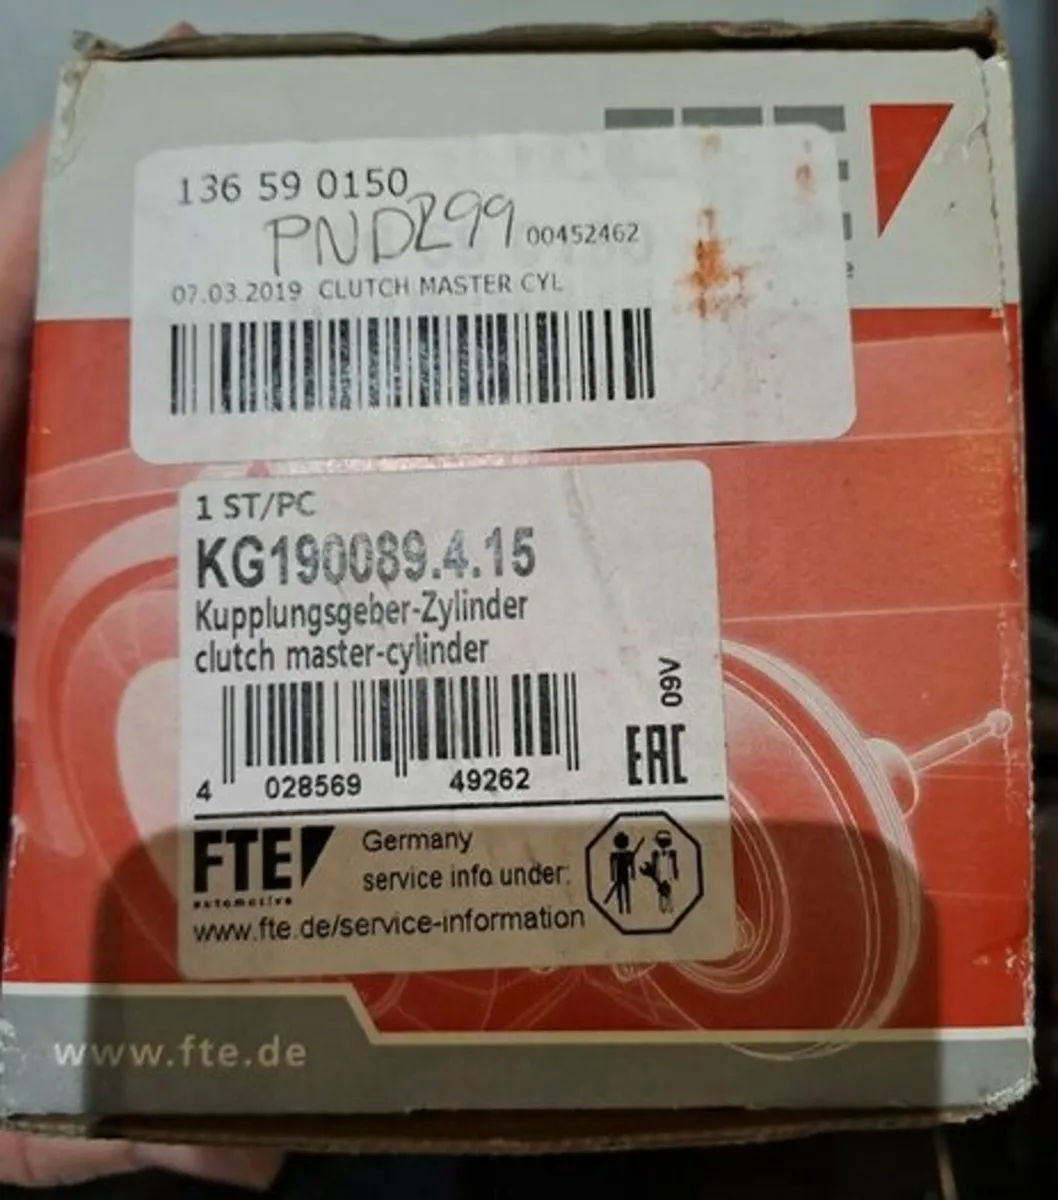 136 59 0150
PND299
00452462
07.03.2019 CLUTCH MASTER CYL
1 ST/PC
KG190089.4.15
Kupplungsgeber-Zylinder
clutch master-cylinder
09V
EAC
4 028569 49262
FTE
automotive
Germany
service info under:
www.fte.de/service-information
www.fte.de